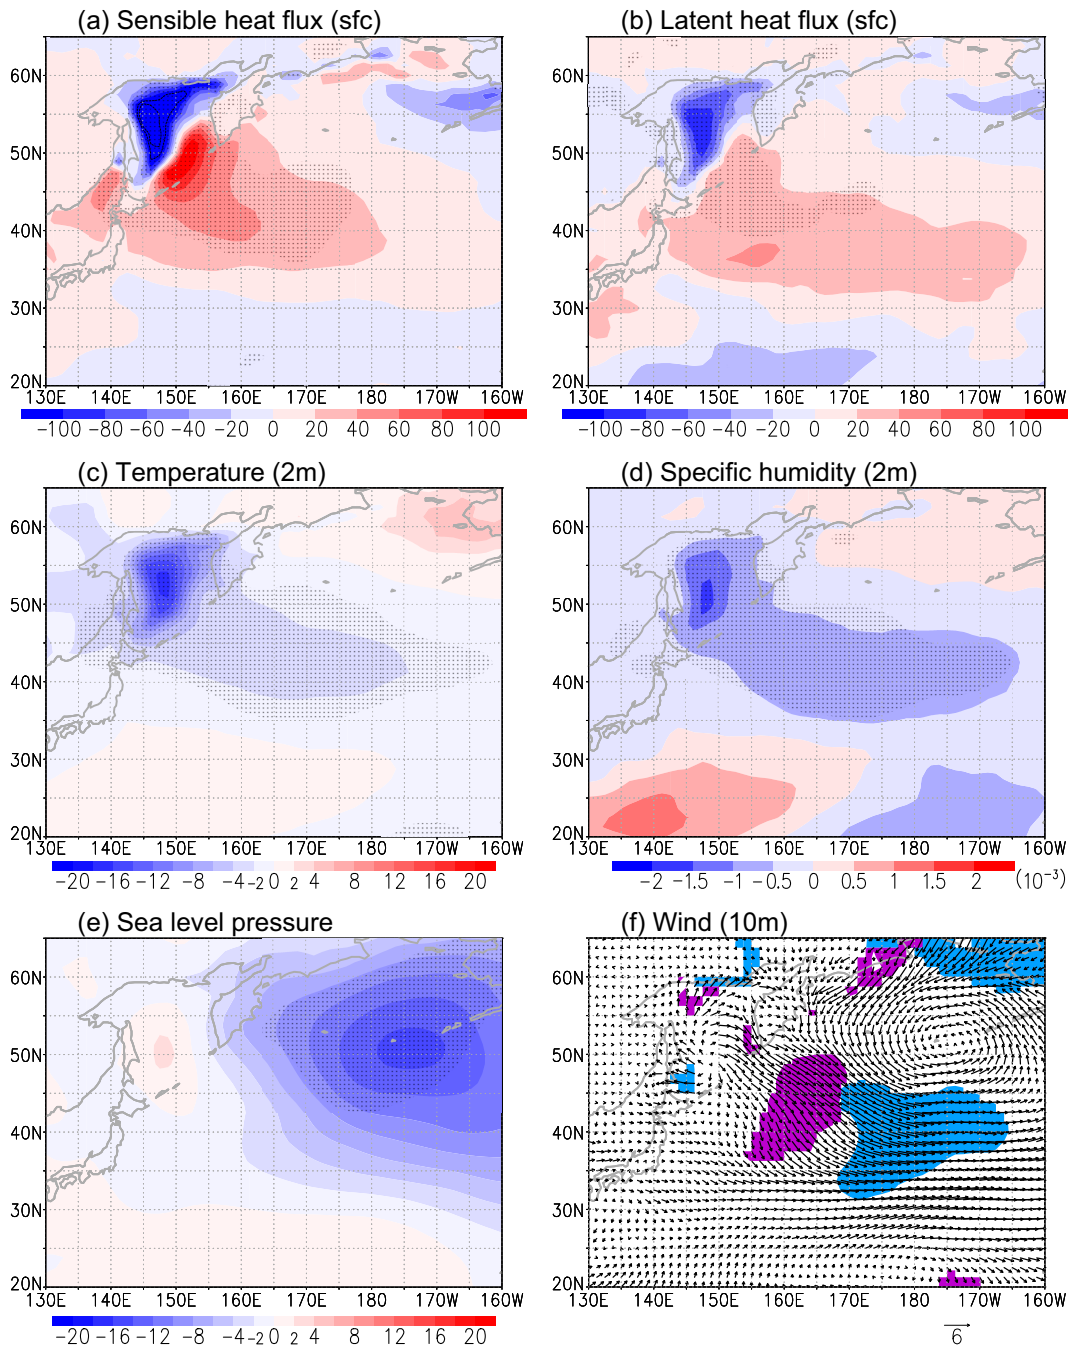 (a) Sensible heat flux (sfc)
(b) Latent heat flux (sfc)
60N
50N
40N
30N
20N
130E 140E 150E 160E 170E 180 170W 160W
-100 -80 -60 -40 -20 0 20 40 60 80 100
60N
50N
40N
30N
20N
130E 140E 150E 160E 170E 180 170W 160W
-100 -80 -60 -40 -20 0 20 40 60 80 100
(c) Temperature (2m)
(d) Specific humidity (2m)
60N
50N
40N
30N
20N
130E 140E 150E 160E 170E 180 170W 160W
-20 -16 -12 -8 -4 -2 0 2 4 8 12 16 20
60N
50N
40N
30N
20N
130E 140E 150E 160E 170E 180 170W 160W
-2 -1.5 -1 -0.5 0 0.5 1 1.5 2 (10⁻³)
(e) Sea level pressure
(f) Wind (10m)
60N
50N
40N
30N
20N
130E 140E 150E 160E 170E 180 170W 160W
-20 -16 -12 -8 -4 -2 0 2 4 8 12 16 20
60N
50N
40N
30N
20N
130E 140E 150E 160E 170E 180 170W 160W
6